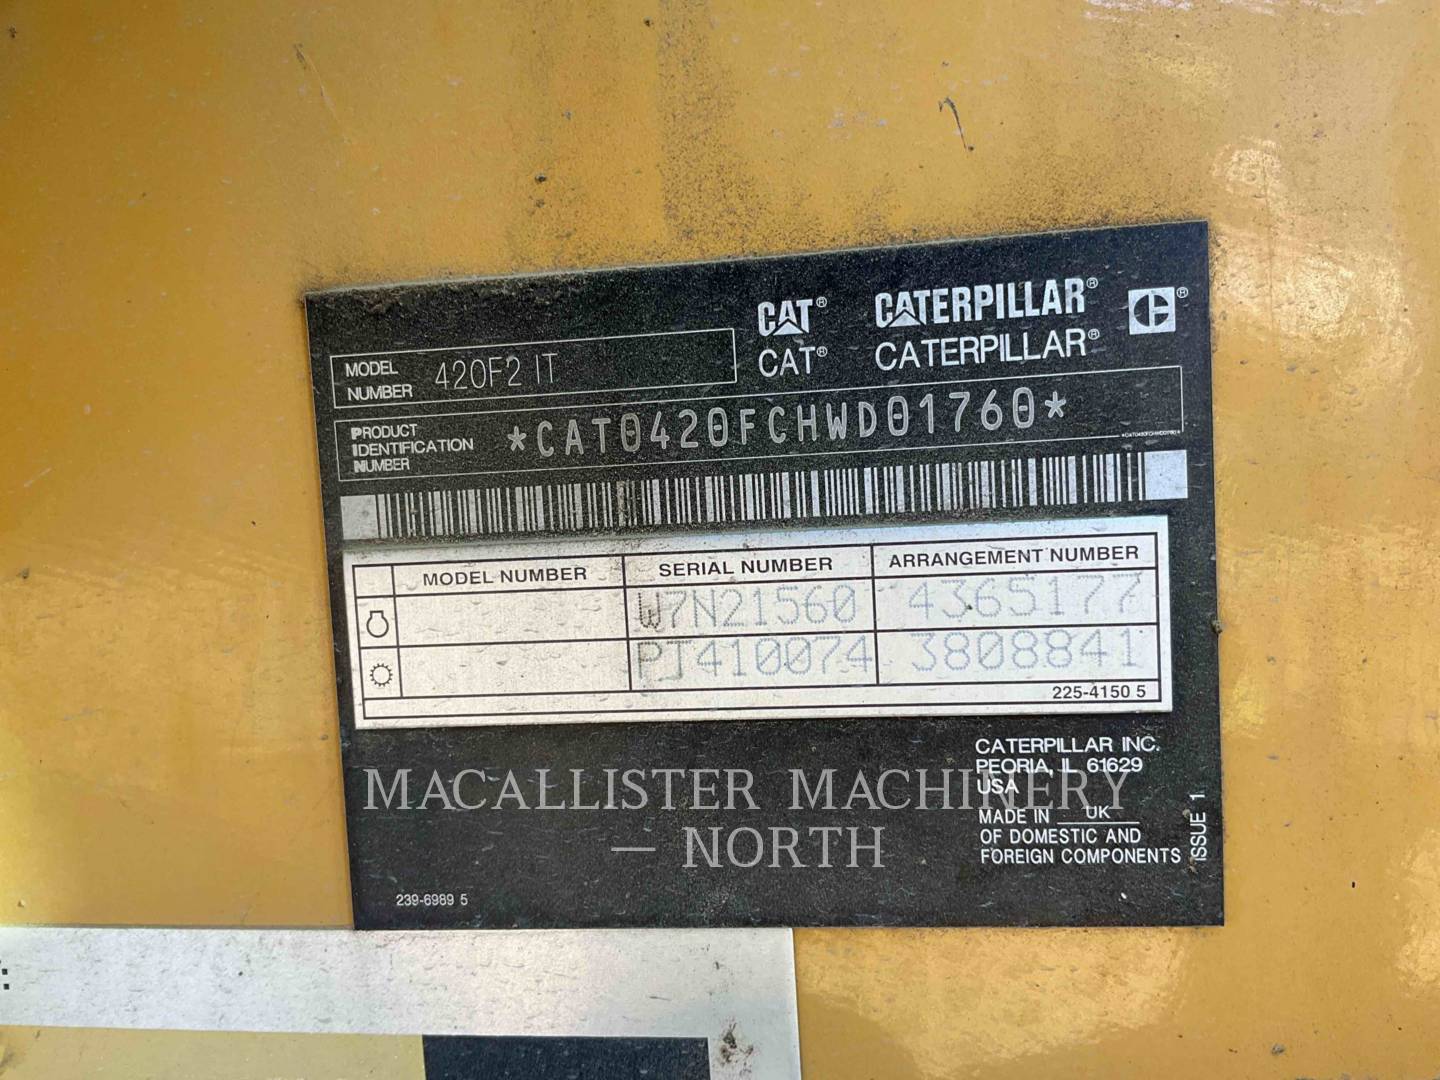 CAT® CATERPILLAR® ®
CAT® CATERPILLAR®
MODEL NUMBER 420F2 IT
PRODUCT IDENTIFICATION NUMBER *CAT0420FCHWD01760*
MODEL NUMBER SERIAL NUMBER ARRANGEMENT NUMBER
W7N21560 4365177
PJ410074 3808841
225-4150 5
CATERPILLAR INC.
PEORIA, IL 61629
USA
MADE IN UK
OF DOMESTIC AND
FOREIGN COMPONENTS
ISSUE 1
239-6989 5
MACALLISTER MACHINERY
— NORTH